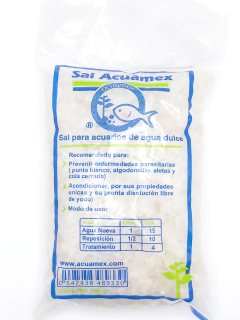 Sal Acuamex
®
Sal para acuarios de agua dulce
Recomendado para:
Prevenir enfermedades parasitarias
( punto blanco, algodoncillo, aletas y
cola cerrada)
Acondicionar, por sus propiedades
unicas y su pronta disolución libre
de yodo)
Modo de uso:
Agua Nueva 1 15
Reposición 1/2 10
Tratamiento 1 4
www.acuamex.com